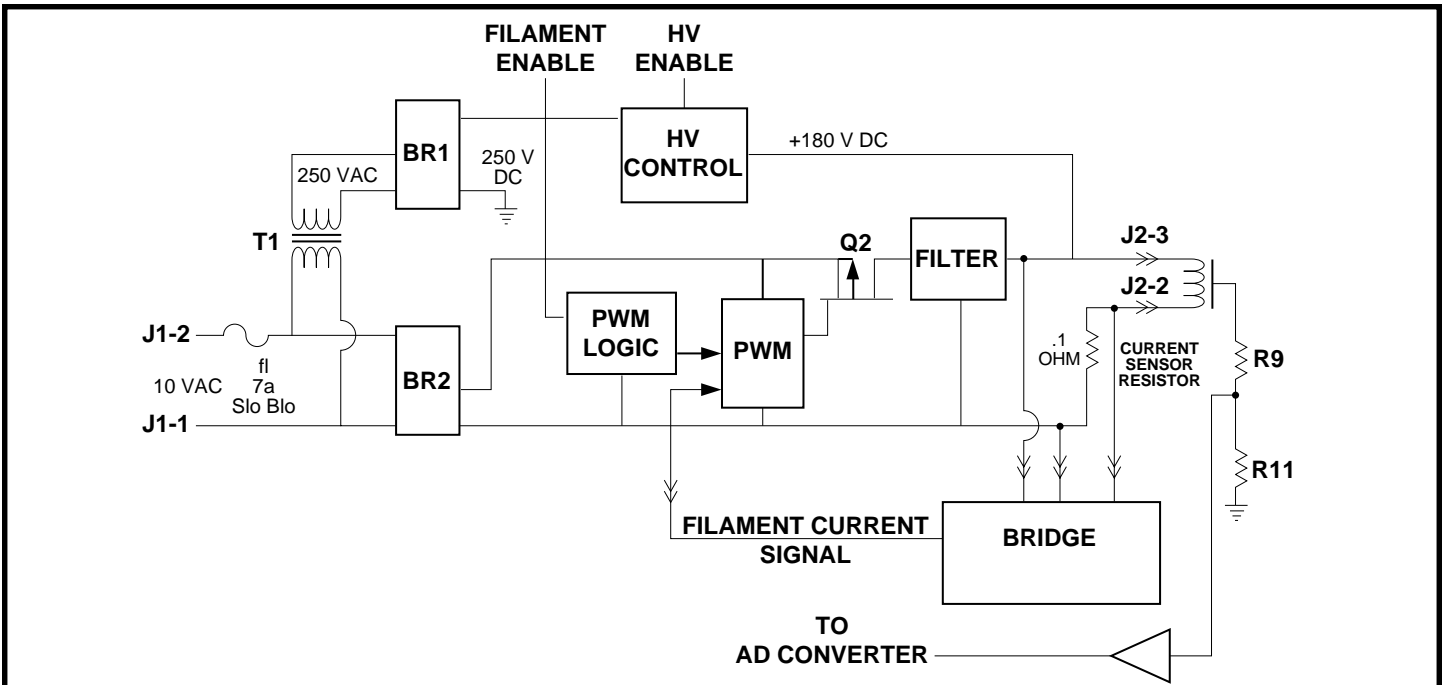 FILAMENT
ENABLE
HV
ENABLE
BR1
250 V
DC
HV
CONTROL
+180 V DC
250 VAC
T1
Q2
FILTER
J2-3
J2-2
J1-2
fl
7a
Slo Blo
10 VAC
J1-1
BR2
PWM
LOGIC
PWM
.1
OHM
CURRENT
SENSOR
RESISTOR
R9
R11
FILAMENT CURRENT
SIGNAL
BRIDGE
TO
AD CONVERTER